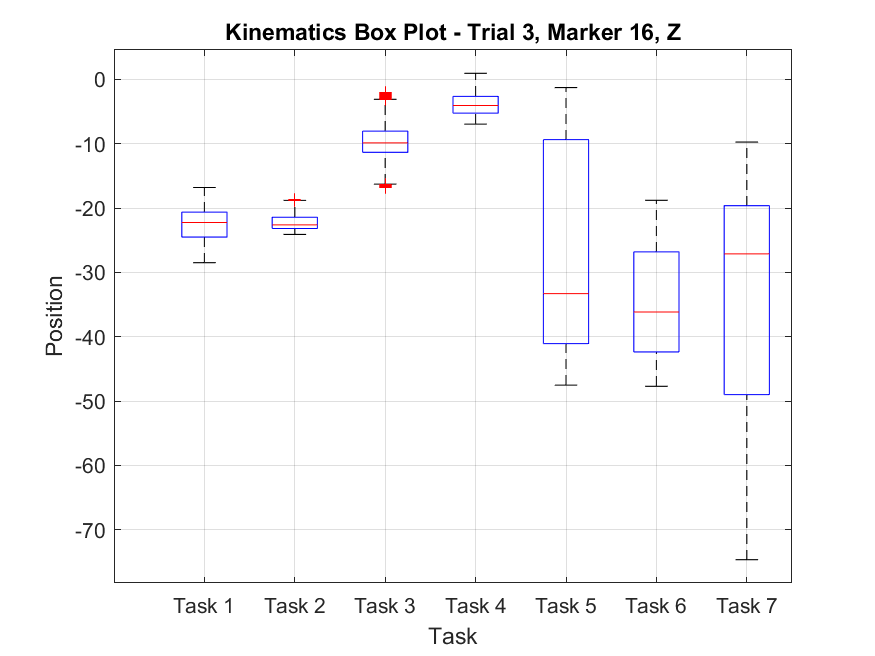 Kinematics Box Plot - Trial 3, Marker 16, Z
0
-10
-20
-30
-40
-50
-60
-70
Position
Task 1 Task 2 Task 3 Task 4 Task 5 Task 6 Task 7
Task